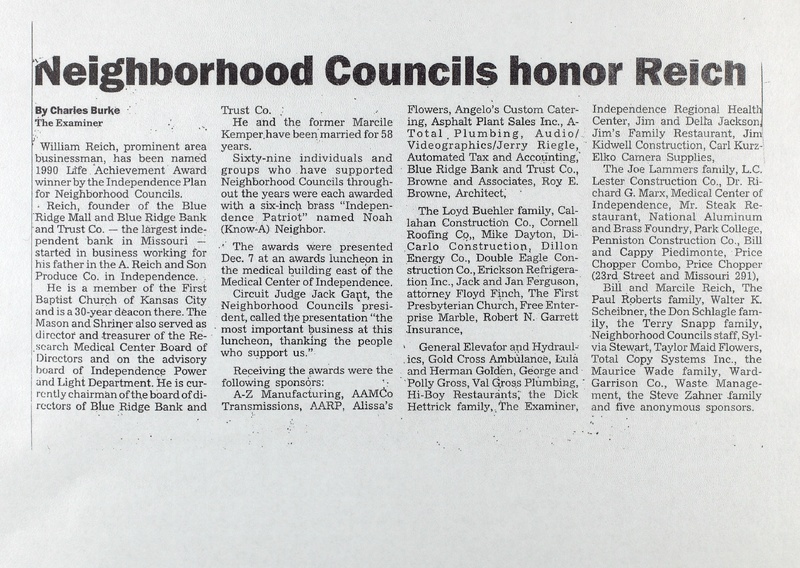 Neighborhood Councils honor Reich
By Charles Burke
The Examiner
William Reich, prominent area
businessman, has been named
1990 Life Achievement Award
winner by the Independence Plan
for Neighborhood Councils.
Reich, founder of the Blue
Ridge Mall and Blue Ridge Bank
and Trust Co. — the largest inde-
pendent bank in Missouri —
started in business working for
his father in the A. Reich and Son
Produce Co. in Independence.
He is a member of the First
Baptist Church of Kansas City
and is a 30-year deacon there. The
Mason and Shriner also served as
director and treasurer of the Re-
search Medical Center Board of
Directors and on the advisory
board of Independence Power
and Light Department. He is cur-
rently chairman of the board of di-
rectors of Blue Ridge Bank and
Trust Co.
He and the former Marcile
Kemper have been married for 58
years.
Sixty-nine individuals and
groups who have supported
Neighborhood Councils through-
out the years were each awarded
with a six-inch brass "Indepen-
dence Patriot" named Noah
(Know-A) Neighbor.
The awards were presented
Dec. 7 at an awards luncheon in
the medical building east of the
Medical Center of Independence.
Circuit Judge Jack Gant, the
Neighborhood Councils presi-
dent, called the presentation "the
most important business at this
luncheon, thanking the people
who support us."
Receiving the awards were the
following sponsors:
A-Z Manufacturing, AAMCo
Transmissions, AARP, Alissa's
Flowers, Angelo's Custom Cater-
ing, Asphalt Plant Sales Inc., A-
Total Plumbing, Audio/
Videographics/Jerry Riegle,
Automated Tax and Accounting,
Blue Ridge Bank and Trust Co.,
Browne and Associates, Roy E.
Browne, Architect,
The Loyd Buehler family, Cal-
lahan Construction Co., Cornell
Roofing Co., Mike Dayton, Di-
Carlo Construction, Dillon
Energy Co., Double Eagle Con-
struction Co., Erickson Refrigera-
tion Inc., Jack and Jan Ferguson,
attorney Floyd Finch, The First
Presbyterian Church, Free Enter-
prise Marble, Robert N. Garrett
Insurance,
General Elevator and Hydraul-
ics, Gold Cross Ambulance, Lula
and Herman Golden, George and
Polly Gross, Val Gross Plumbing,
Hi-Boy Restaurants, the Dick
Hettrick family, The Examiner,
Independence Regional Health
Center, Jim and Della Jackson,
Jim's Family Restaurant, Jim
Kidwell Construction, Carl Kurz-
Elko Camera Supplies,
The Joe Lammers family, L.C.
Lester Construction Co., Dr. Ri-
chard G. Marx, Medical Center of
Independence, Mr. Steak Re-
staurant, National Aluminum
and Brass Foundry, Park College,
Penniston Construction Co., Bill
and Cappy Piedimonte, Price
Chopper Combo, Price Chopper
(23rd Street and Missouri 291),
Bill and Marcile Reich, The
Paul Roberts family, Walter K.
Scheibner, the Don Schlagle fam-
ily, the Terry Snapp family,
Neighborhood Councils staff, Syl-
via Stewart, Taylor Maid Flowers,
Total Copy Systems Inc., the
Maurice Wade family, Ward-
Garrison Co., Waste Manage-
ment, the Steve Zahner family
and five anonymous sponsors.